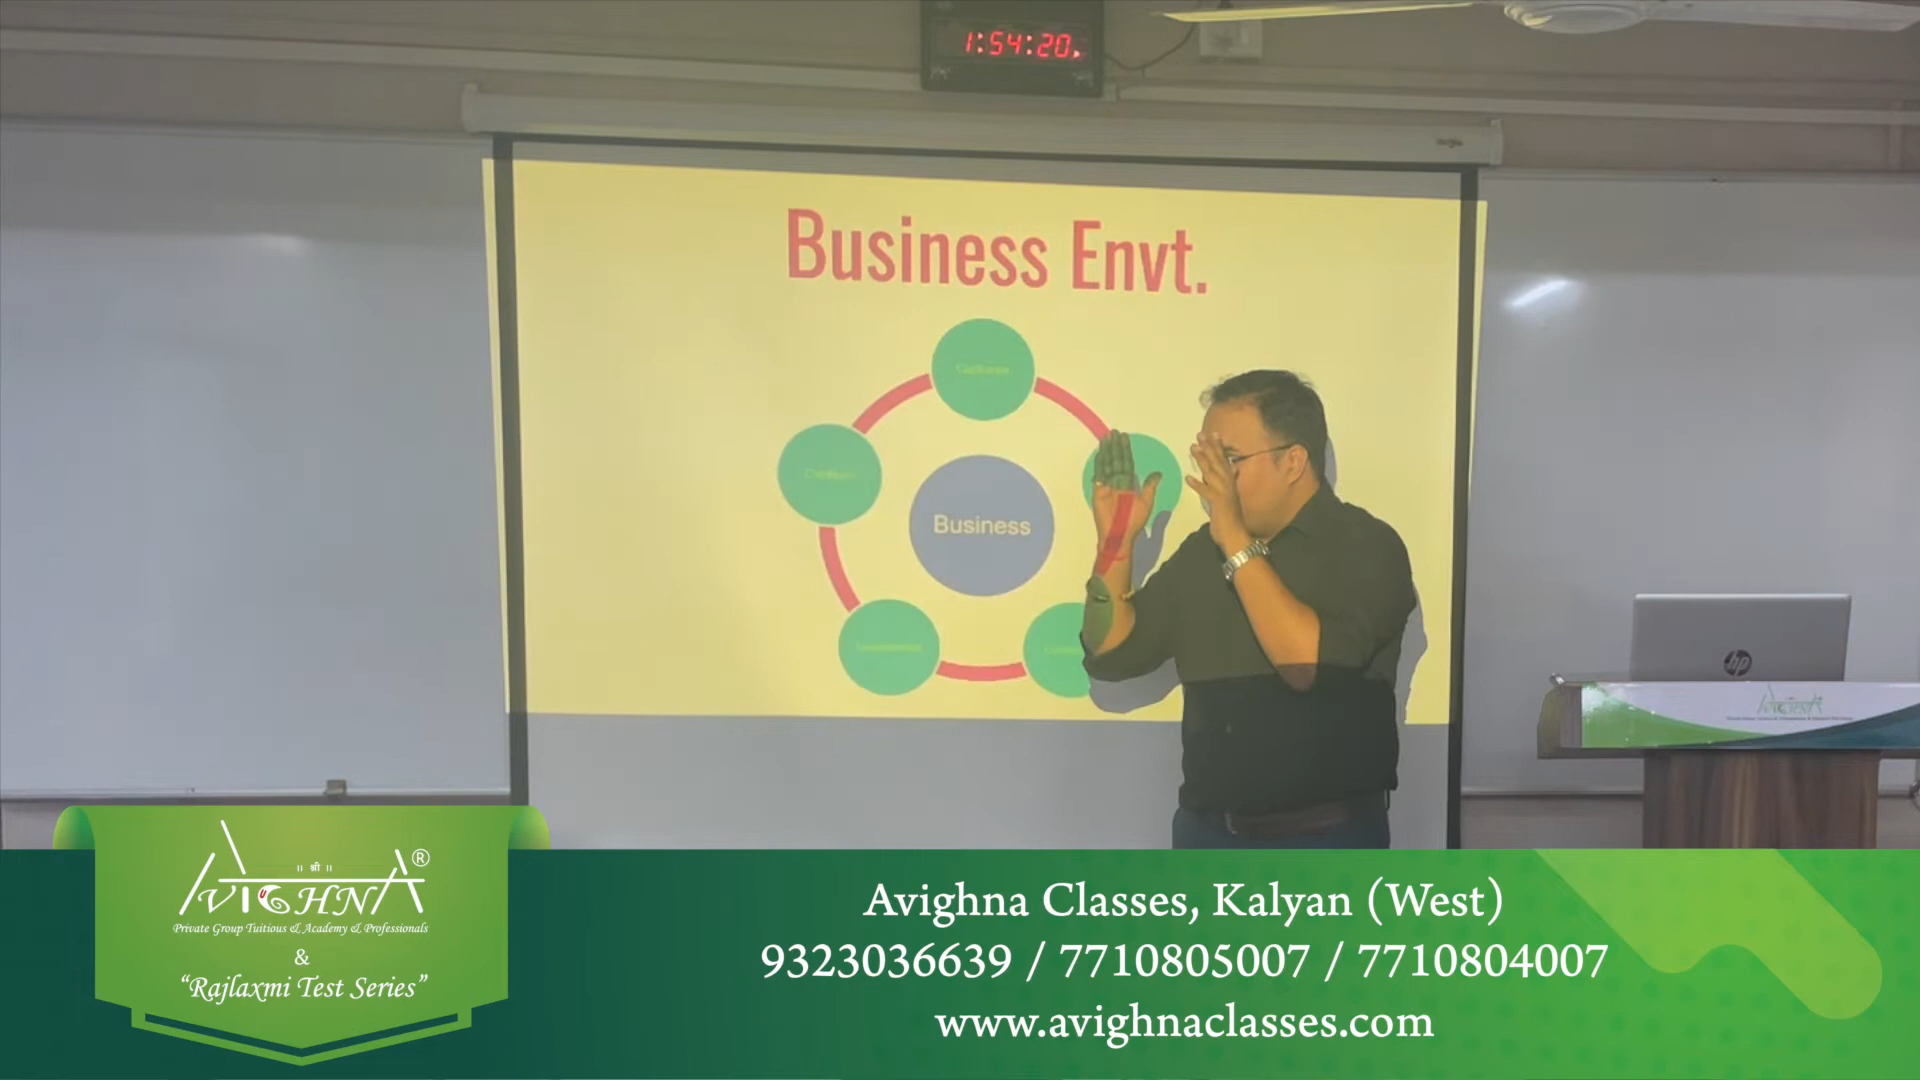 1:54:20
Business Envt.
Business
hp
AVIGHNA®
॥ श्री ॥
Private Group Tuitions & Academy & Professionals
&
“Rajlaxmi Test Series”
Avighna Classes, Kalyan (West)
9323036639 / 7710805007 / 7710804007
www.avighnaclasses.com